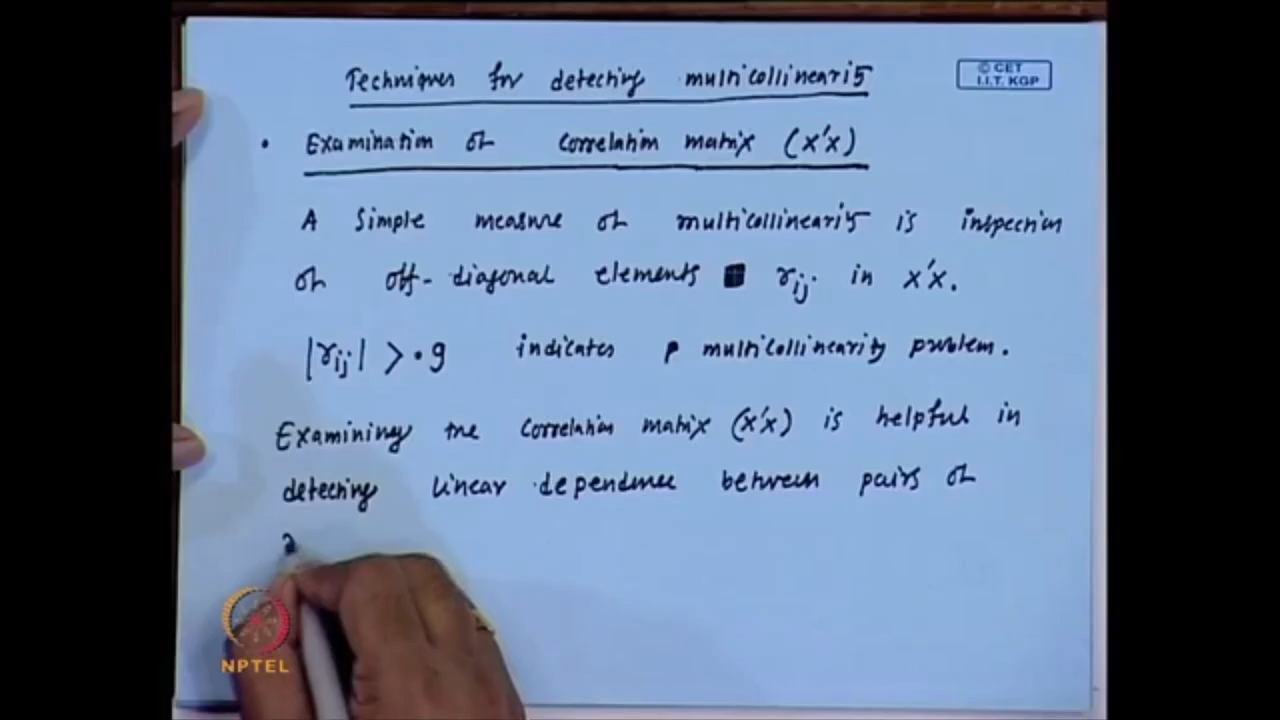 Techniques for detecting multicollinearity
© CET
I.I.T. KGP
• Examination of correlation matrix (X'X)
A simple measure of multicollinearity is inspection
of off-diagonal elements rij in X'X.
|rij| > .9 indicates multicollinearity problem.
Examining the correlation matrix (X'X) is helpful in
detecting linear dependence between pairs of
NPTEL